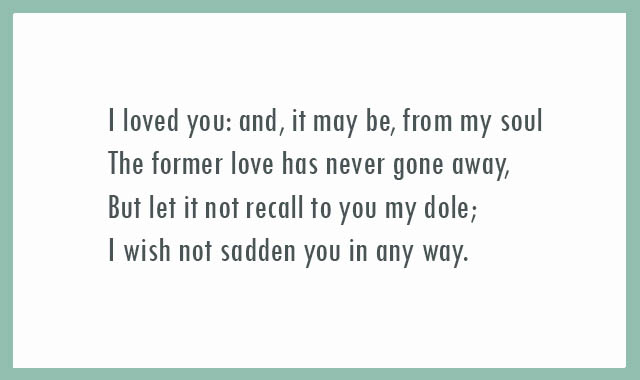 I loved you: and, it may be, from my soul
The former love has never gone away,
But let it not recall to you my dole;
I wish not sadden you in any way.